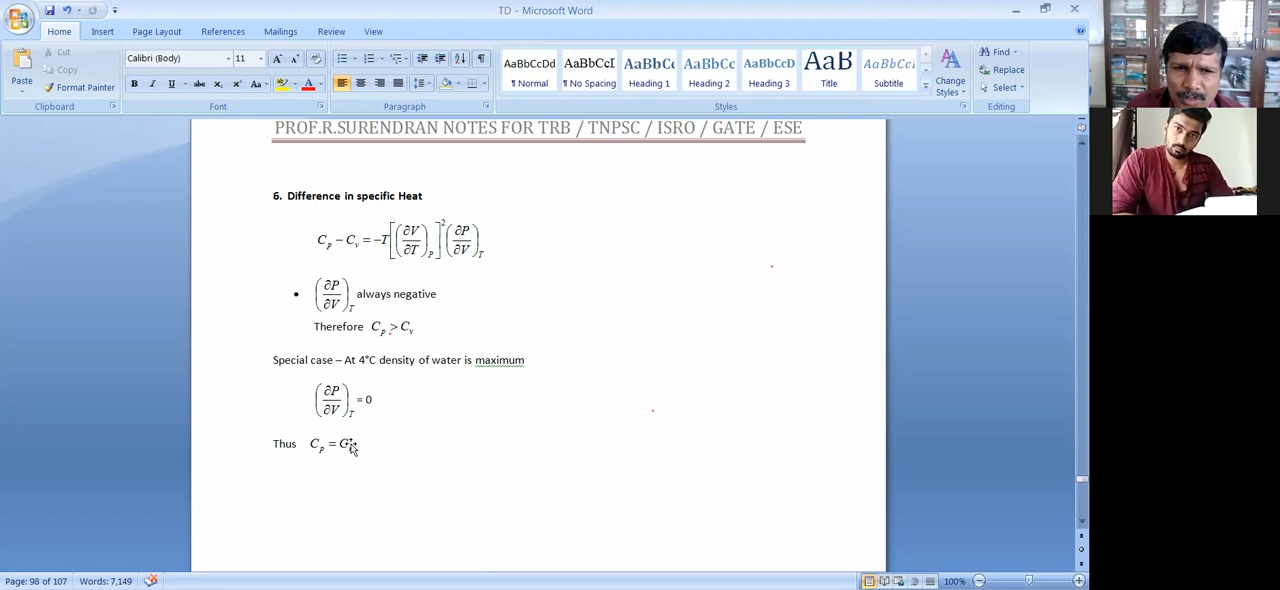 TD - Microsoft Word
Home Insert Page Layout References Mailings Review View
Paste
Cut
Copy
Format Painter
Clipboard
Calibri (Body) 11
Font
Paragraph
AaBbCcDd AaBbCcI AaBbCc AaBbCc AaBbCcD AaB AaBbCcI
¶ Normal ¶ No Spacing Heading 1 Heading 2 Heading 3 Title Subtitle
Styles
Change Styles
Find
Replace
Select
Editing
PROF.R.SURENDRAN NOTES FOR TRB / TNPSC / ISRO / GATE / ESE
6. Difference in specific Heat
C_p − C_v = −T[(∂V/∂T)_P]²(∂P/∂V)_T
• (∂P/∂V)_T always negative
Therefore C_p > C_v
Special case – At 4°C density of water is maximum
(∂P/∂V)_T = 0
Thus C_p =
Page: 98 of 107 Words: 7,149 100%